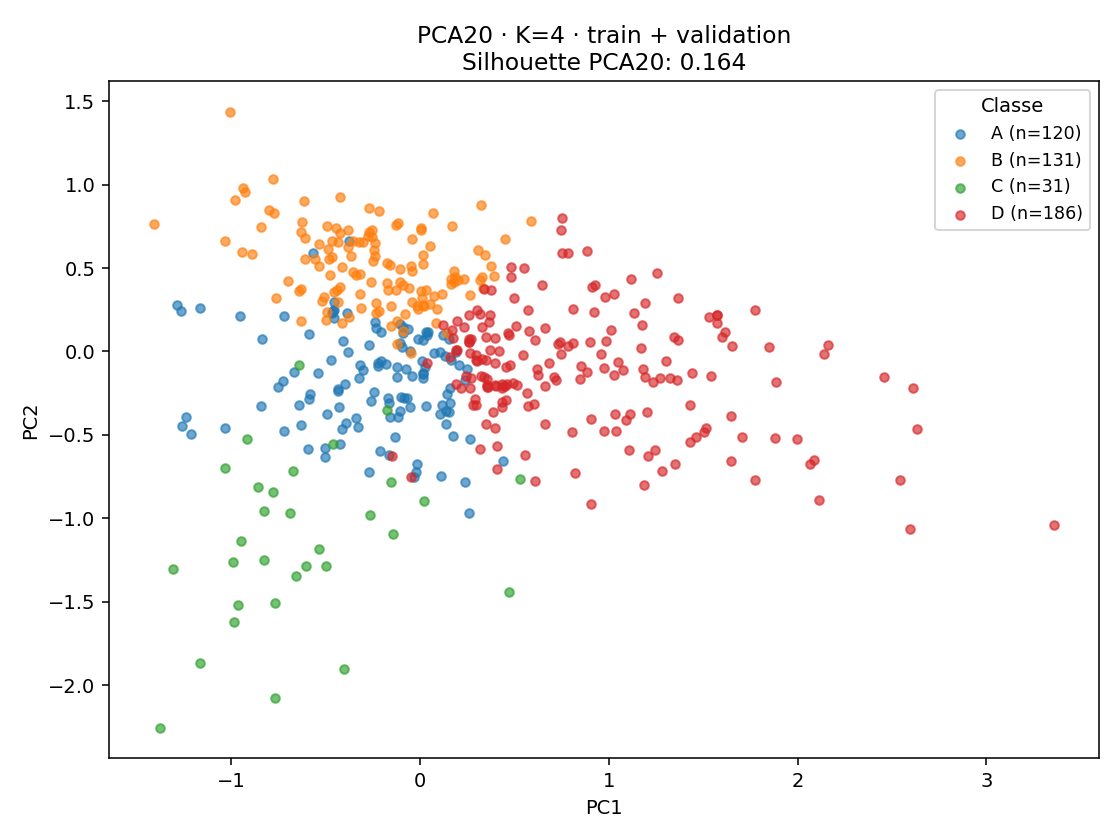 PCA20 · K=4 · train + validation
Silhouette PCA20: 0.164
Classe
A (n=120)
B (n=131)
C (n=31)
D (n=186)
1.5
1.0
0.5
0.0
−0.5
−1.0
−1.5
−2.0
PC2
−1
0
1
2
3
PC1